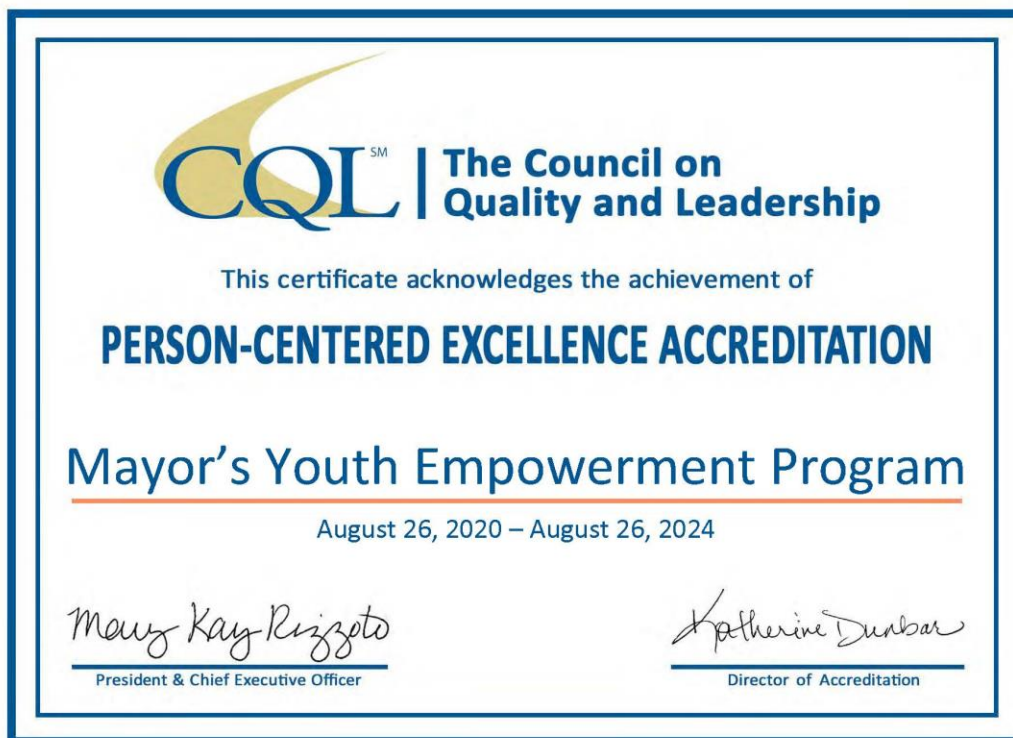 CQL SM
The Council on
Quality and Leadership
This certificate acknowledges the achievement of
PERSON-CENTERED EXCELLENCE ACCREDITATION
Mayor’s Youth Empowerment Program
August 26, 2020 – August 26, 2024
Mary Kay Rizzoto Katherine Dunbar
President & Chief Executive Officer Director of Accreditation